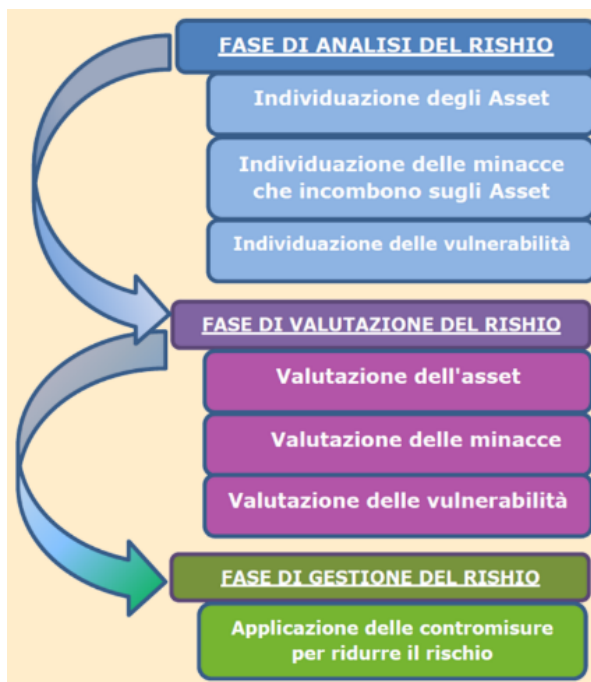 FASE DI ANALISI DEL RISHIO
Individuazione degli Asset
Individuazione delle minacce
che incombono sugli Asset
Individuazione delle vulnerabilità
FASE DI VALUTAZIONE DEL RISHIO
Valutazione dell'asset
Valutazione delle minacce
Valutazione delle vulnerabilità
FASE DI GESTIONE DEL RISHIO
Applicazione delle contromisure
per ridurre il rischio